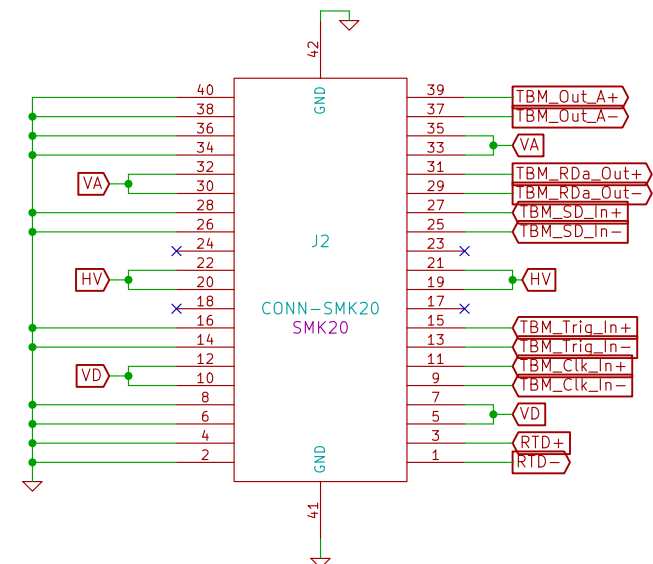 42
GND
40 39 TBM_Out_A+
38 37 TBM_Out_A-
36 35
VA
34 33
32 31 TBM_RDa_Out+
VA
30 29 TBM_RDa_Out-
28 27 TBM_SD_In+
26 25 TBM_SD_In-
J2
24 23
22 21
HV HV
20 19
18 17
CONN-SMK20
SMK20
16 15 TBM_Trig_In+
14 13 TBM_Trig_In-
12 11 TBM_Clk_In+
VD
10 9 TBM_Clk_In-
8 7
VD
6 5
4 3 RTD+
2 1 RTD-
GND
41